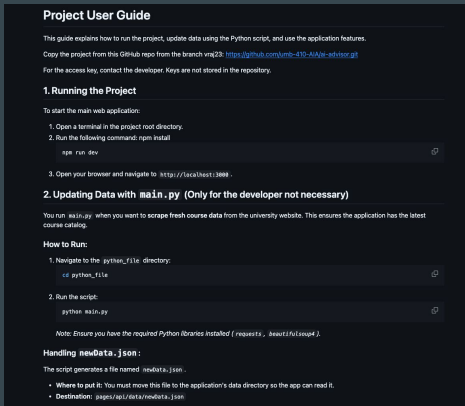 Project User Guide
This guide explains how to run the project, update data using the Python script, and use the application features.
Copy the project from this GitHub repo from the branch vraj23: https://github.com/umb-410-AIA/ai-advisor.git
For the access key, contact the developer. Keys are not stored in the repository.
1. Running the Project
To start the main web application:
1. Open a terminal in the project root directory.
2. Run the following command: npm install
npm run dev
3. Open your browser and navigate to http://localhost:3000.
2. Updating Data with main.py (Only for the developer not necessary)
You run main.py when you want to scrape fresh course data from the university website. This ensures the application has the latest
course catalog.
How to Run:
1. Navigate to the python_file directory:
cd python_file
2. Run the script:
python main.py
Note: Ensure you have the required Python libraries installed (requests, beautifulsoup4).
Handling newData.json:
The script generates a file named newData.json.
• Where to put it: You must move this file to the application's data directory so the app can read it.
• Destination: pages/api/data/newData.json